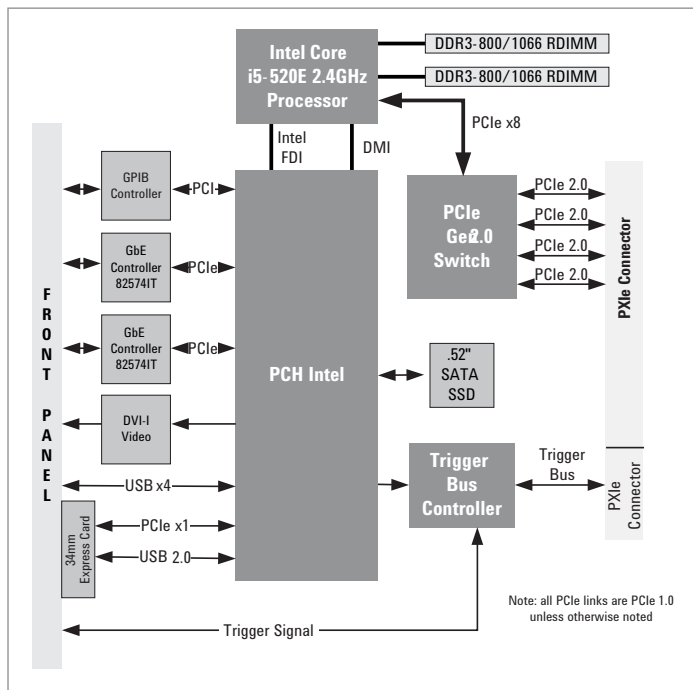 Intel Core
i5-520E 2.4GHz
Processor
DDR3-800/1066 RDIMM
DDR3-800/1066 RDIMM
PCIe x8
Intel
FDI
DMI
GPIB
Controller
PCI
GbE
Controller
82574IT
PCIe
GbE
Controller
82574IT
PCIe
DVI-I
Video
USB x4
34mm
Express Card
PCIe x1
USB 2.0
FRONT PANEL
PCH Intel
PCIe
Gen2.0
Switch
PCIe 2.0
PCIe 2.0
PCIe 2.0
PCIe 2.0
PXIe Connector
.52"
SATA
SSD
Trigger
Bus
Controller
Trigger
Bus
PXIe
Connector
Trigger Signal
Note: all PCIe links are PCIe 1.0
unless otherwise noted